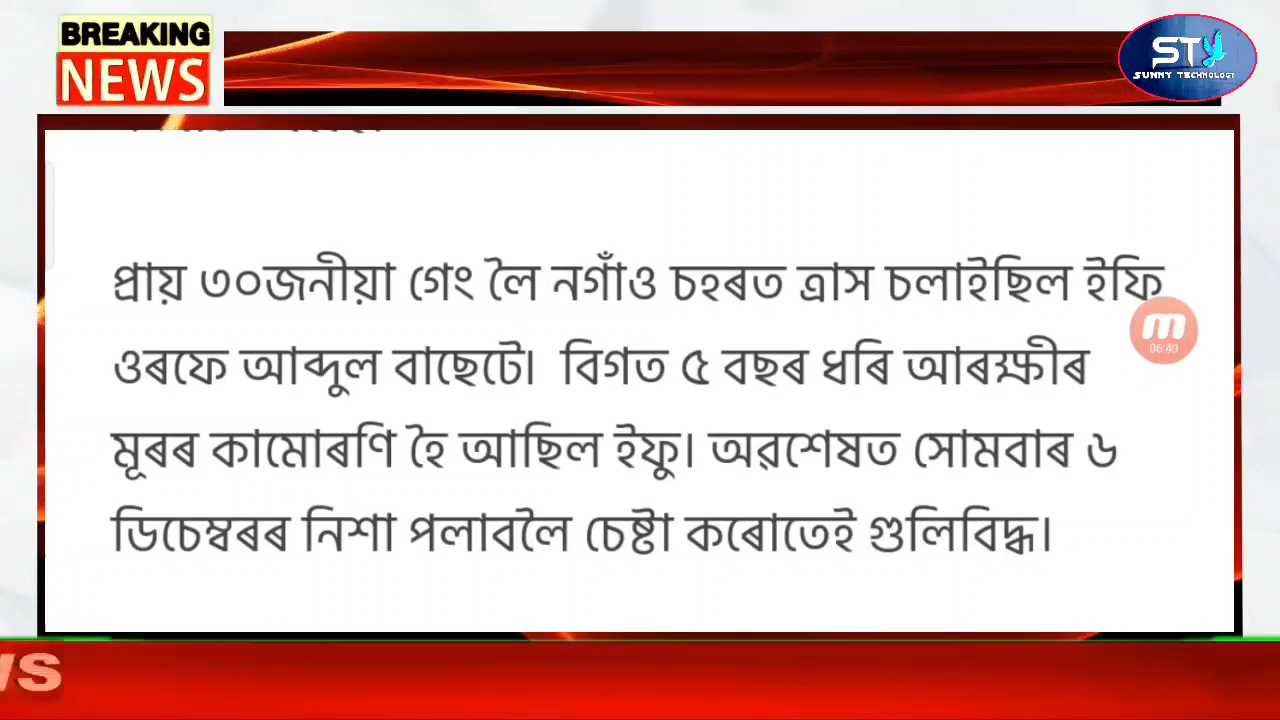 BREAKING
NEWS
STY
SUNNY TECHNOLOGY
প্ৰায় ৩০জনীয়া গেং লৈ নগাঁও চহৰত ত্ৰাস চলাইছিল ইফি
06:40
ওৰফে আব্দুল বাছেটে। বিগত ৫ বছৰ ধৰি আৰক্ষীৰ
মূৰৰ কামোৰণি হৈ আছিল ইফু। অৱশেষত সোমবাৰ ৬
ডিচেম্বৰৰ নিশা পলাবলৈ চেষ্টা কৰোতেই গুলিবিদ্ধ।